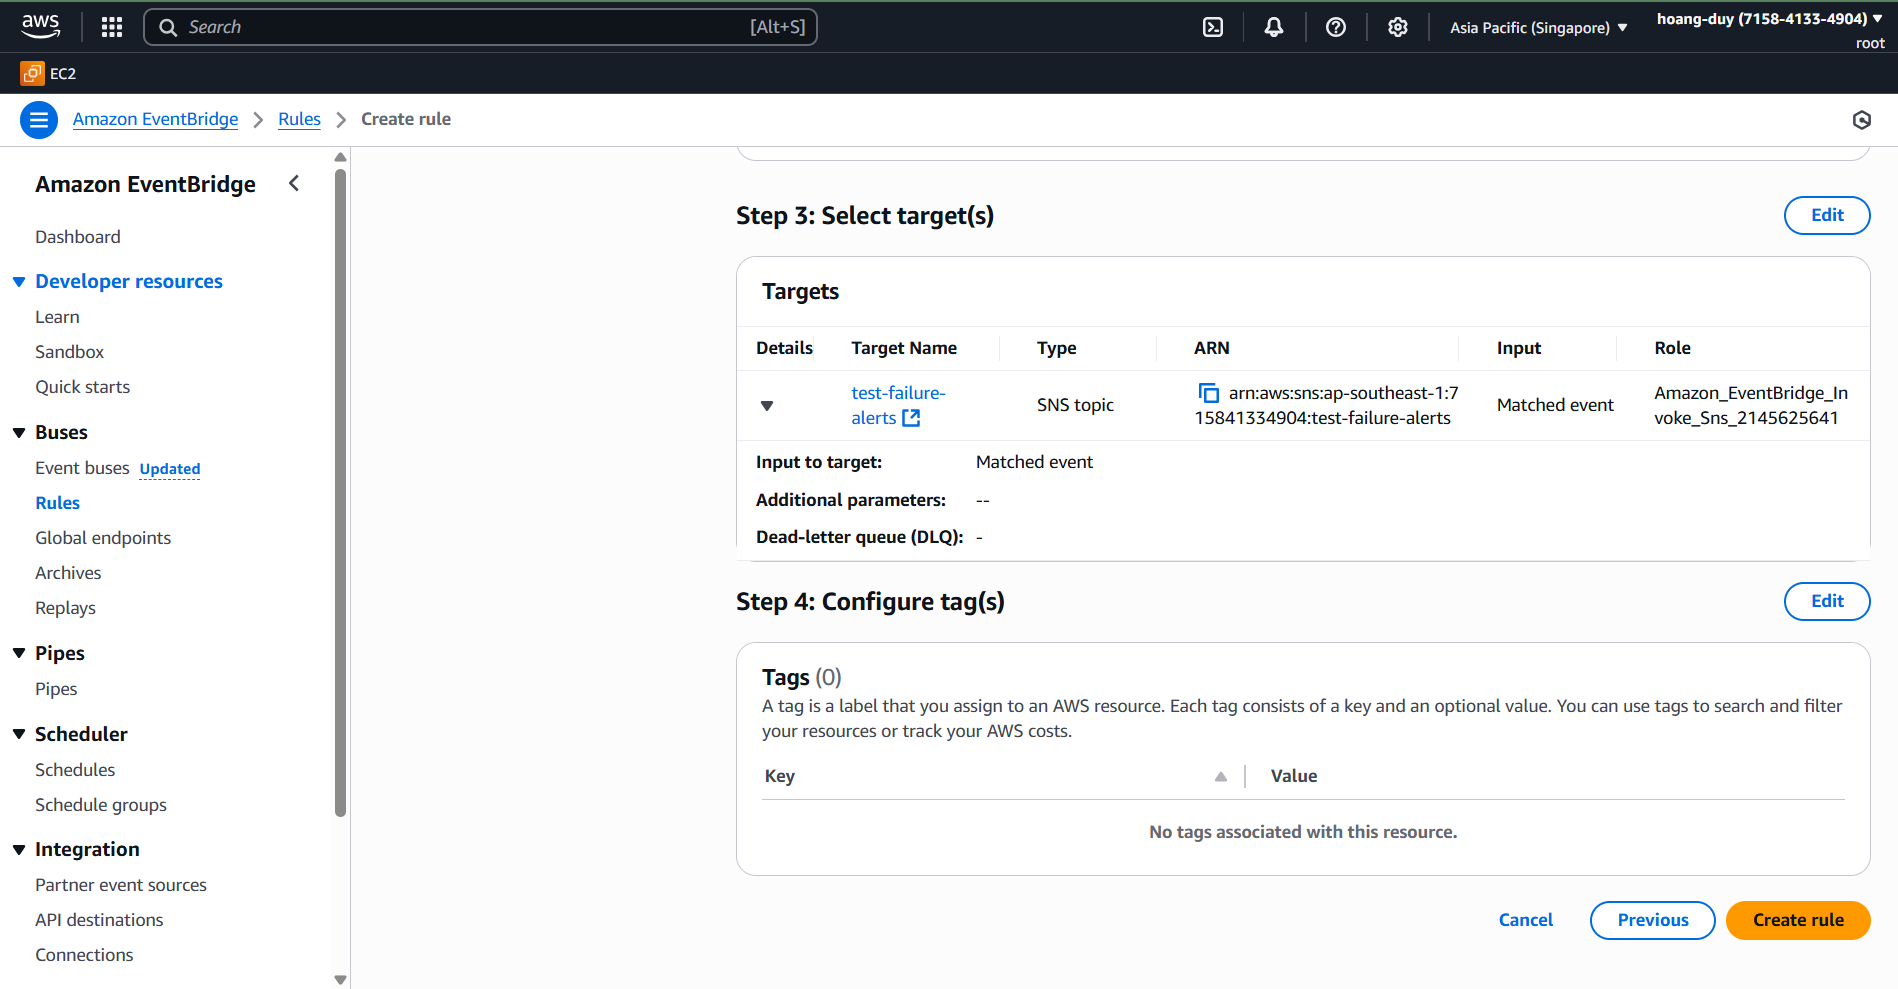 aws
Search
[Alt+S]
Asia Pacific (Singapore)
hoang-duy (7158-4133-4904)
root
EC2
Amazon EventBridge
Rules
Create rule
Amazon EventBridge
Dashboard
Developer resources
Learn
Sandbox
Quick starts
Buses
Event buses Updated
Rules
Global endpoints
Archives
Replays
Pipes
Pipes
Scheduler
Schedules
Schedule groups
Integration
Partner event sources
API destinations
Connections
Step 3: Select target(s)
Edit
Targets
Details Target Name Type ARN Input Role
test-failure-
alerts
SNS topic
arn:aws:sns:ap-southeast-1:7
15841334904:test-failure-alerts
Matched event
Amazon_EventBridge_In
voke_Sns_2145625641
Input to target: Matched event
Additional parameters: --
Dead-letter queue (DLQ): -
Step 4: Configure tag(s)
Edit
Tags (0)
A tag is a label that you assign to an AWS resource. Each tag consists of a key and an optional value. You can use tags to search and filter
your resources or track your AWS costs.
Key Value
No tags associated with this resource.
Cancel
Previous
Create rule